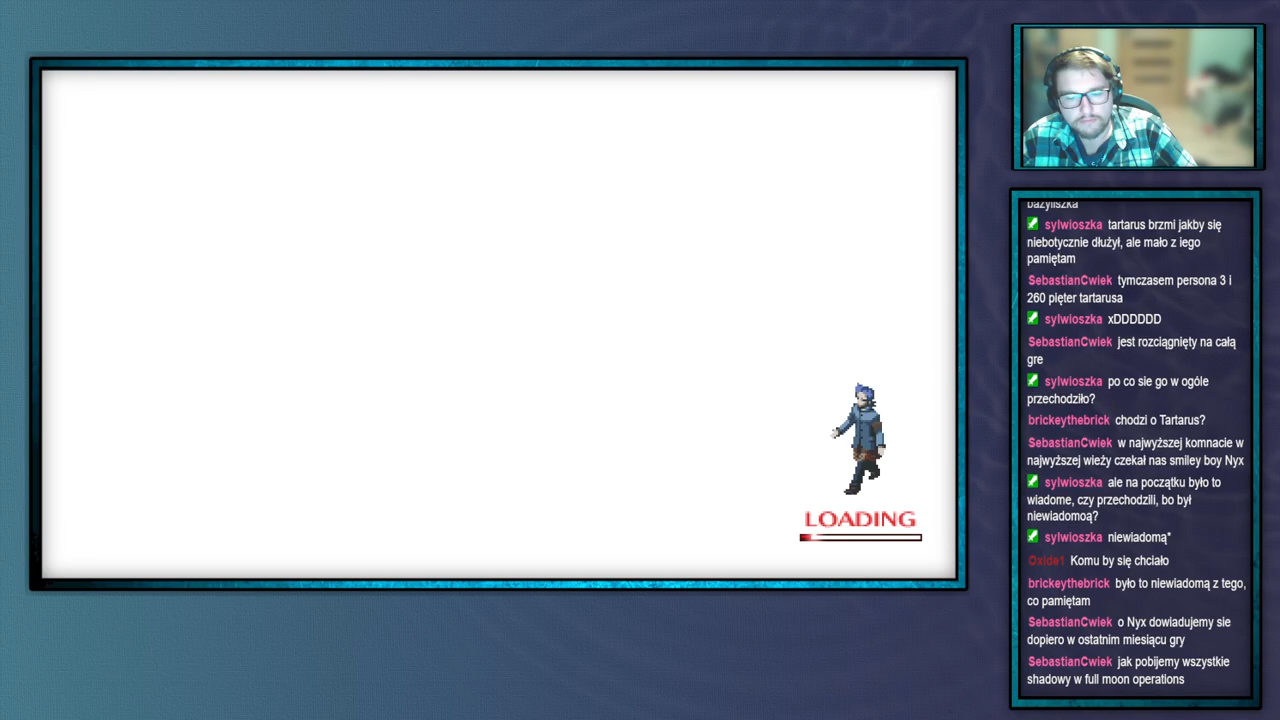 LOADING
sylwioszka tartarus brzmi jakby się
niebotycznie dłużył, ale mało z iego
pamiętam
SebastianCwiek tymczasem persona 3 i
260 pięter tartarusa
sylwioszka xDDDDDD
SebastianCwiek jest rozciągnięty na całą
gre
sylwioszka po co sie go w ogóle
przechodziło?
brickeythebrick chodzi o Tartarus?
SebastianCwiek w najwyższej komnacie w
najwyższej wieży czekał nas smiley boy Nyx
sylwioszka ale na początku było to
wiadome, czy przechodzili, bo był
niewiadomoą?
sylwioszka niewiadomą*
Oxide1 Komu by się chciało
brickeythebrick było to niewiadomą z tego,
co pamiętam
SebastianCwiek o Nyx dowiadujemy sie
dopiero w ostatnim miesiącu gry
SebastianCwiek jak pobijemy wszystkie
shadowy w full moon operations